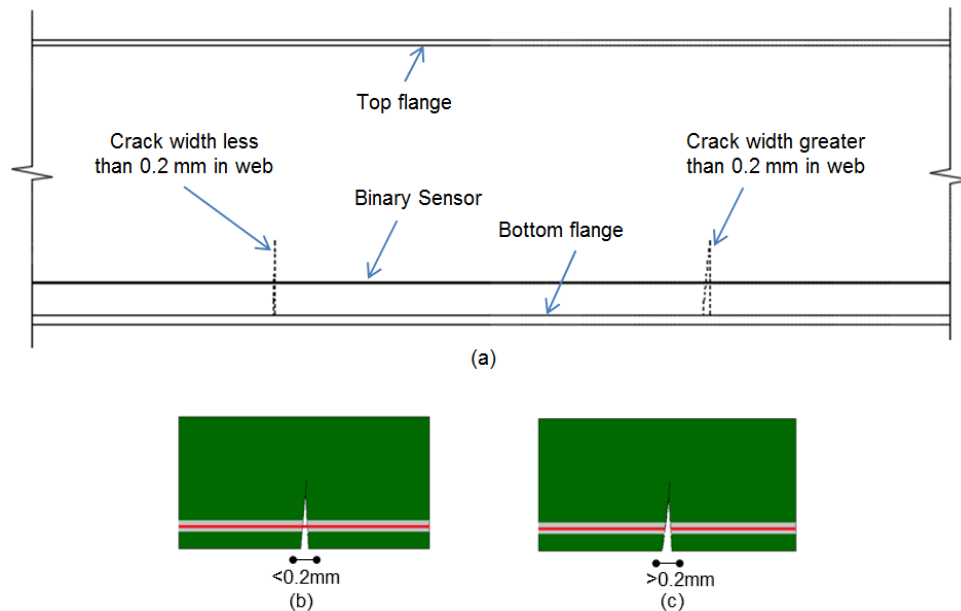 Top flange
Crack width less
than 0.2 mm in web
Crack width greater
than 0.2 mm in web
Binary Sensor
Bottom flange
(a)
<0.2mm
(b)
>0.2mm
(c)